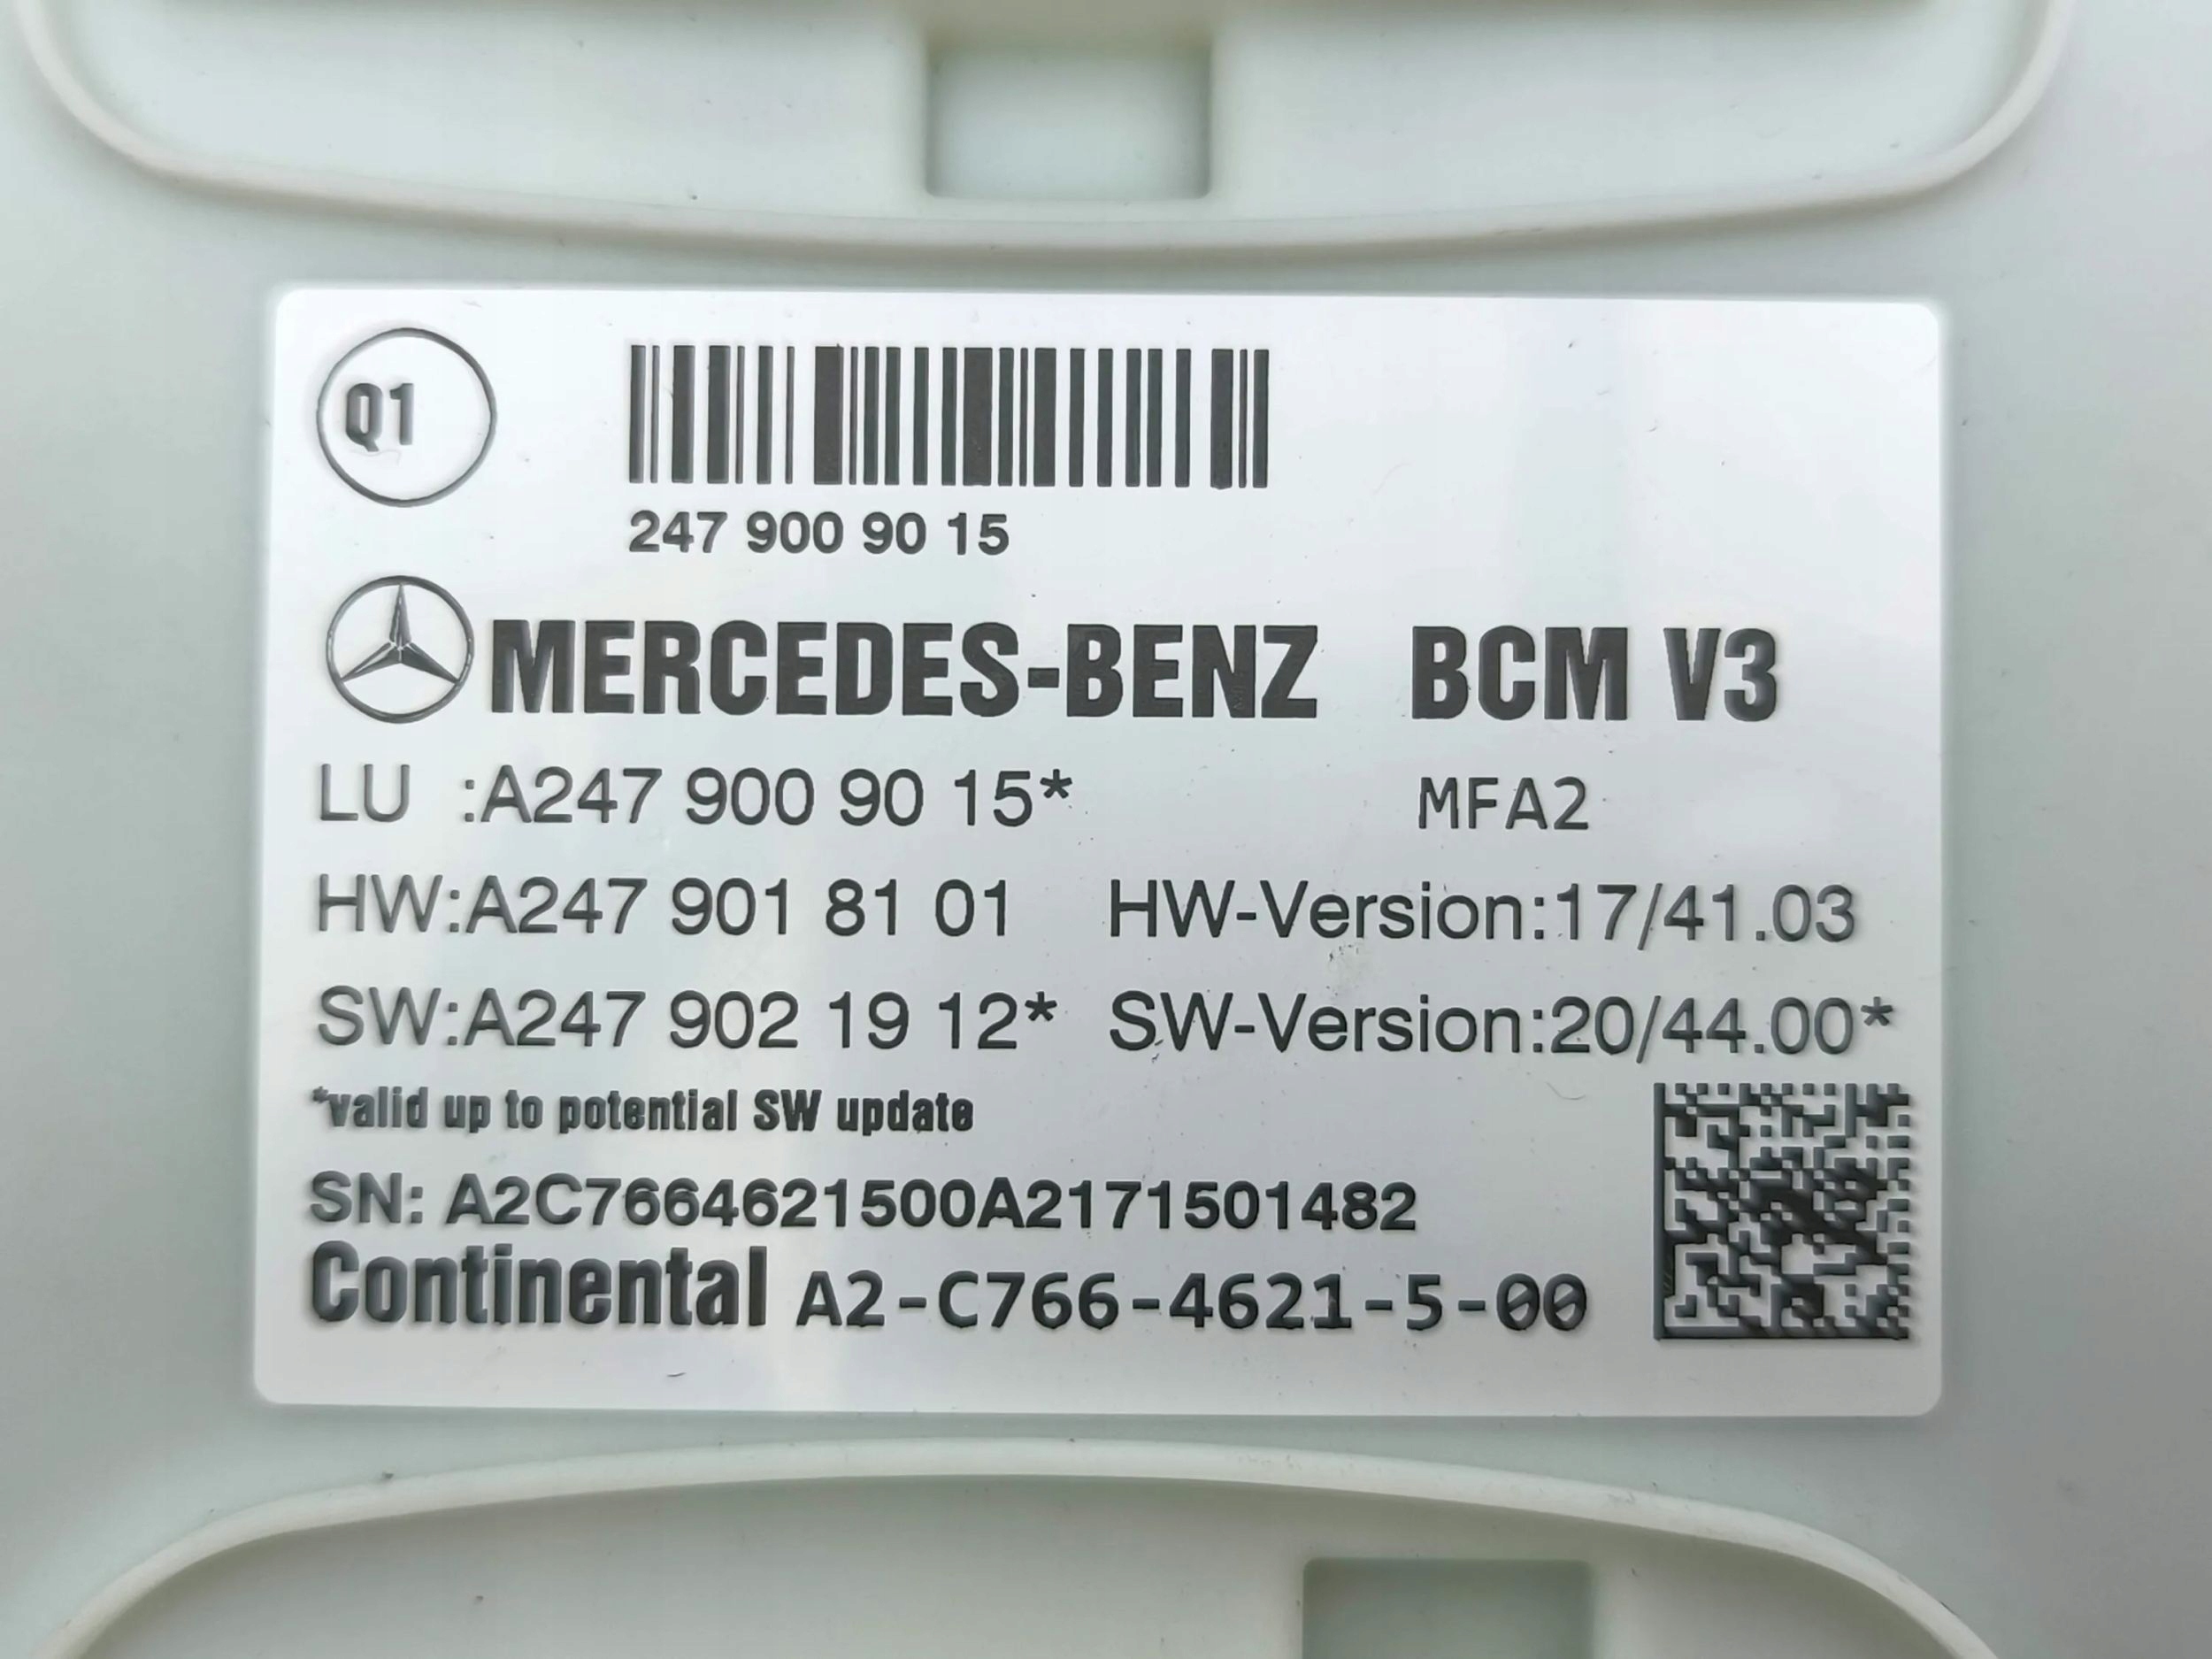 Q1
247 900 90 15
MERCEDES-BENZ BCM V3
LU :A247 900 90 15* MFA2
HW:A247 901 81 01 HW-Version:17/41.03
SW:A247 902 19 12* SW-Version:20/44.00*
*valid up to potential SW update
SN: A2C7664621500A2171501482
Continental A2-C766-4621-5-00